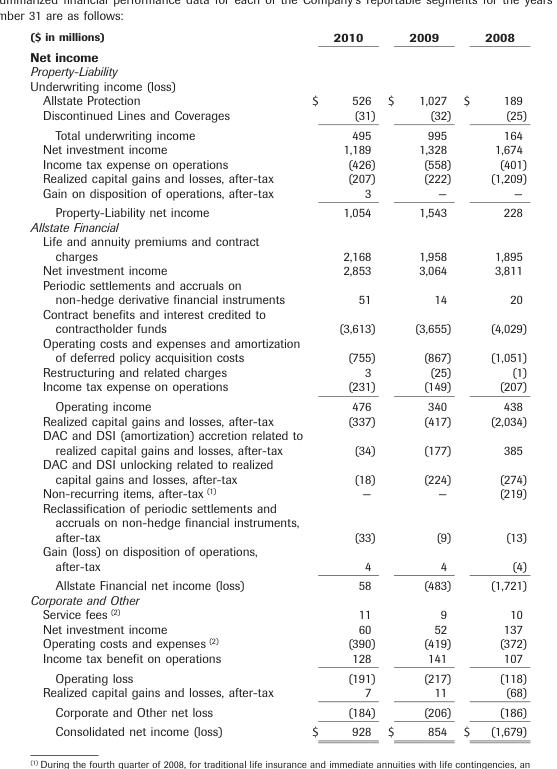 ummarized financial performance data for each of the Company's reportable segments for the years
mber 31 are as follows:
($ in millions) 2010 2009 2008
Net income
Property-Liability
Underwriting income (loss)
Allstate Protection $ 526 $ 1,027 $ 189
Discontinued Lines and Coverages (31) (32) (25)
Total underwriting income 495 995 164
Net investment income 1,189 1,328 1,674
Income tax expense on operations (426) (558) (401)
Realized capital gains and losses, after-tax (207) (222) (1,209)
Gain on disposition of operations, after-tax 3 — —
Property-Liability net income 1,054 1,543 228
Allstate Financial
Life and annuity premiums and contract
charges 2,168 1,958 1,895
Net investment income 2,853 3,064 3,811
Periodic settlements and accruals on
non-hedge derivative financial instruments 51 14 20
Contract benefits and interest credited to
contractholder funds (3,613) (3,655) (4,029)
Operating costs and expenses and amortization
of deferred policy acquisition costs (755) (867) (1,051)
Restructuring and related charges 3 (25) (1)
Income tax expense on operations (231) (149) (207)
Operating income 476 340 438
Realized capital gains and losses, after-tax (337) (417) (2,034)
DAC and DSI (amortization) accretion related to
realized capital gains and losses, after-tax (34) (177) 385
DAC and DSI unlocking related to realized
capital gains and losses, after-tax (18) (224) (274)
Non-recurring items, after-tax (1) — — (219)
Reclassification of periodic settlements and
accruals on non-hedge financial instruments,
after-tax (33) (9) (13)
Gain (loss) on disposition of operations,
after-tax 4 4 (4)
Allstate Financial net income (loss) 58 (483) (1,721)
Corporate and Other
Service fees (2) 11 9 10
Net investment income 60 52 137
Operating costs and expenses (2) (390) (419) (372)
Income tax benefit on operations 128 141 107
Operating loss (191) (217) (118)
Realized capital gains and losses, after-tax 7 11 (68)
Corporate and Other net loss (184) (206) (186)
Consolidated net income (loss) $ 928 $ 854 $ (1,679)
(1) During the fourth quarter of 2008, for traditional life insurance and immediate annuities with life contingencies, an